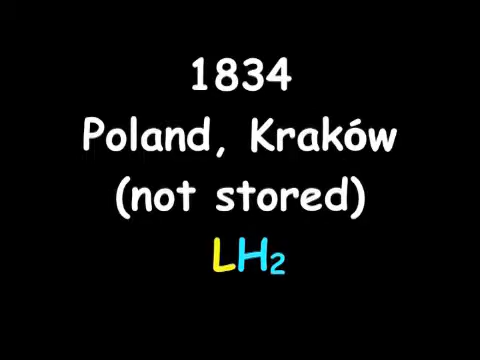 1834
Poland, Kraków
(not stored)
LH₂